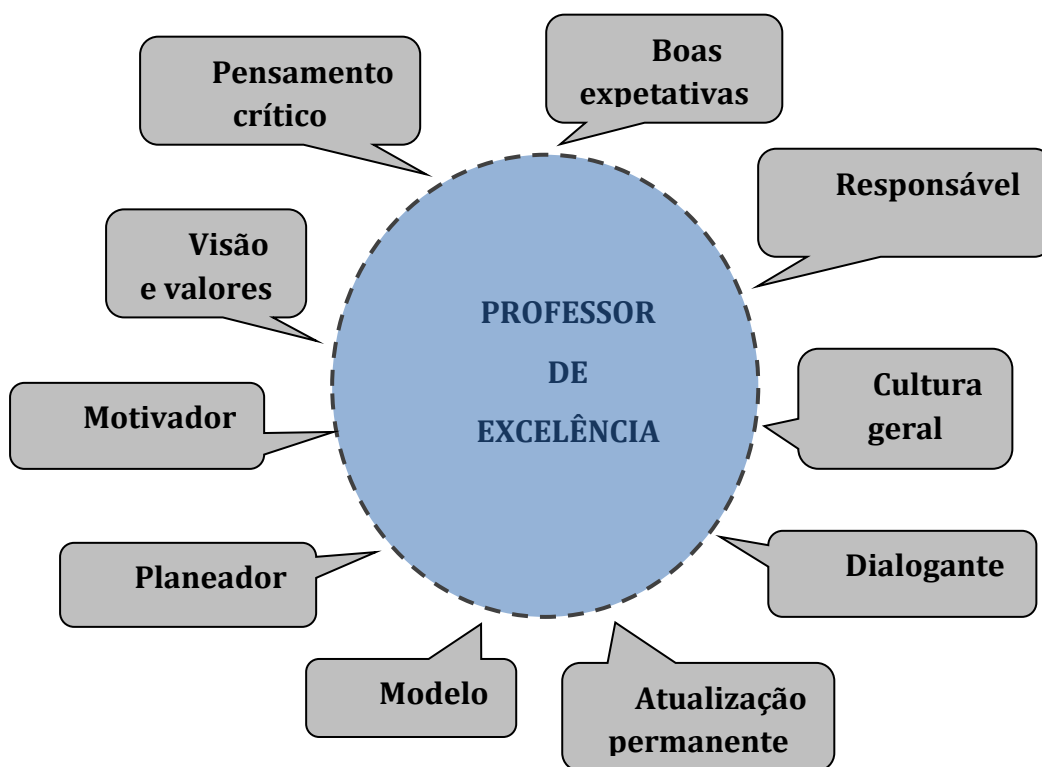 Pensamento
crítico
Boas
expetativas
Responsável
Visão
e valores
PROFESSOR
DE
EXCELÊNCIA
Cultura
geral
Motivador
Planeador
Dialogante
Modelo
Atualização
permanente